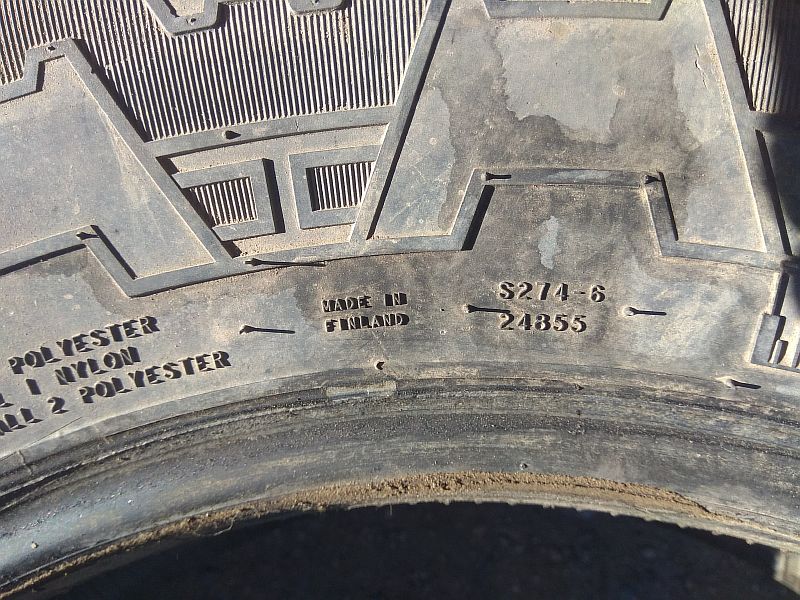 POLYESTER
1 NYLON
2 POLYESTER
MADE IN
FINLAND
S274-6
24855